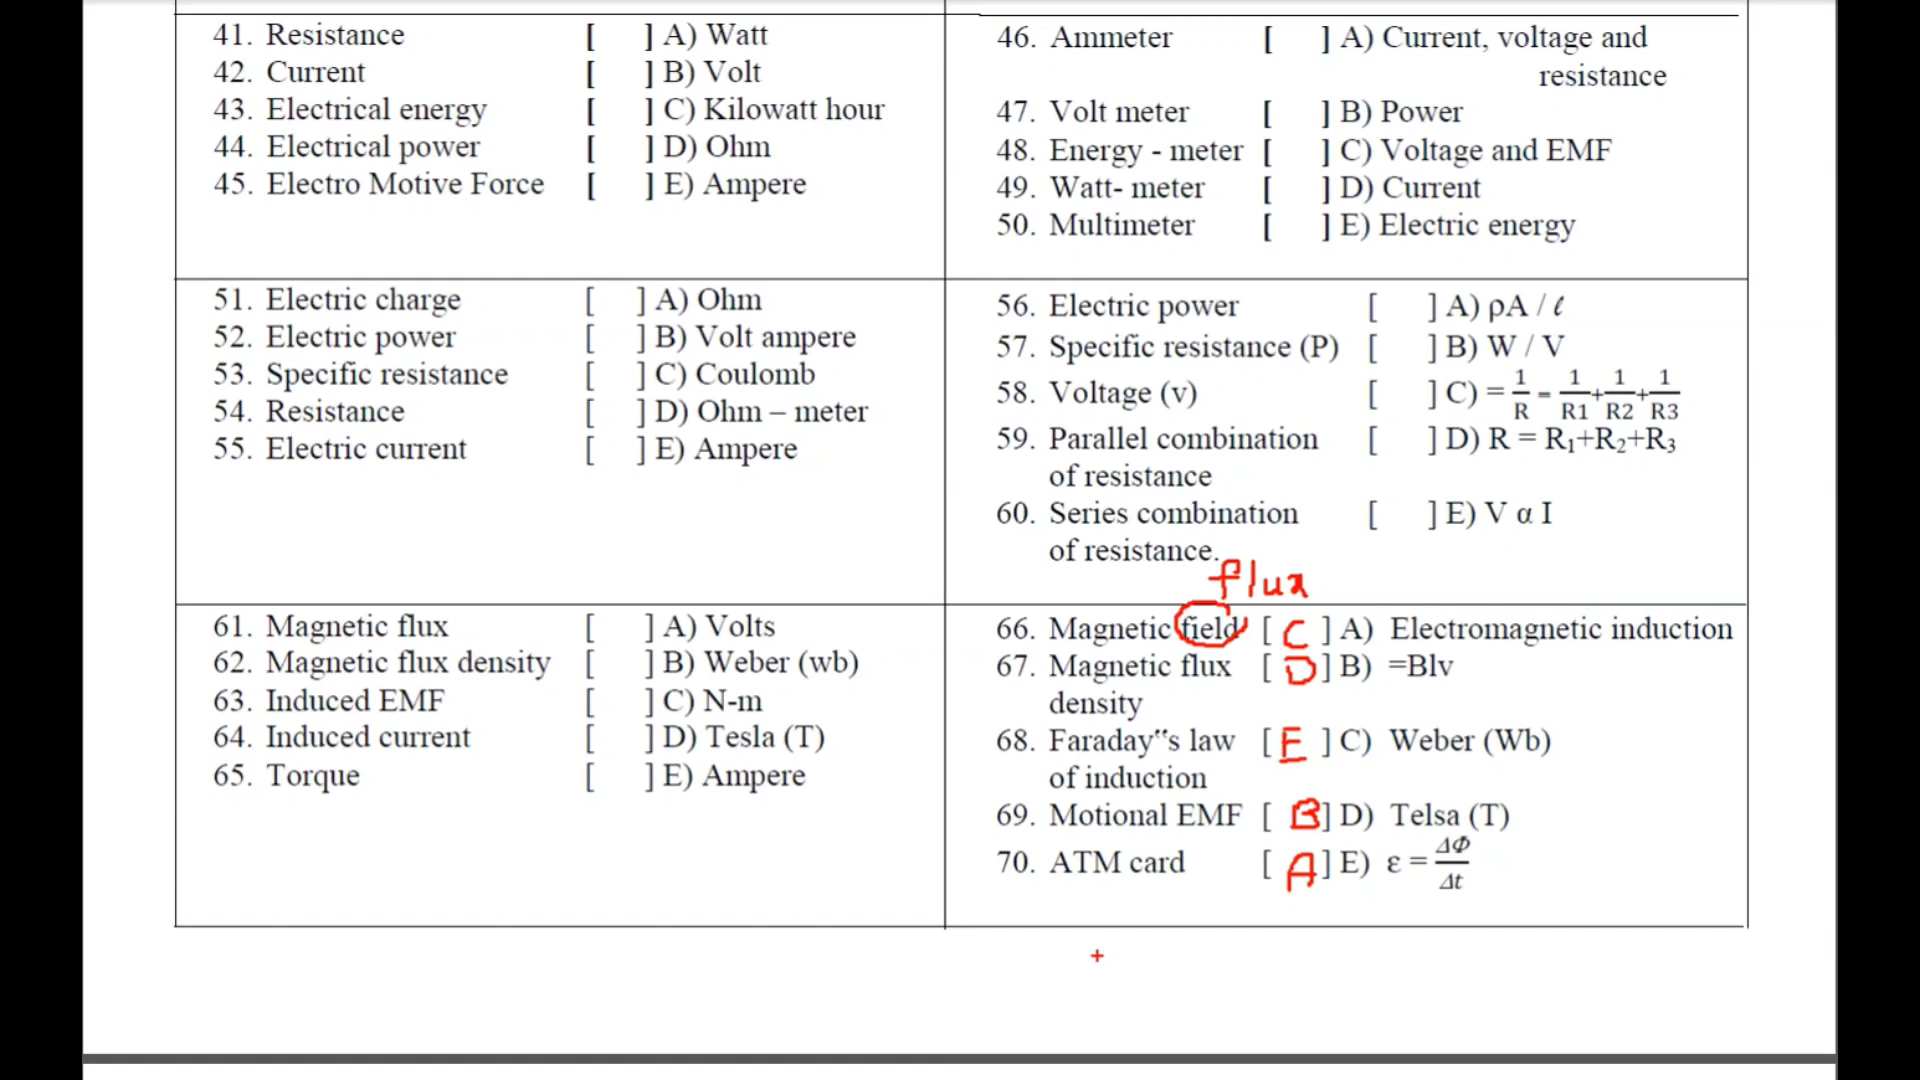 41. Resistance [ ] A) Watt
42. Current [ ] B) Volt
43. Electrical energy [ ] C) Kilowatt hour
44. Electrical power [ ] D) Ohm
45. Electro Motive Force [ ] E) Ampere
46. Ammeter [ ] A) Current, voltage and
resistance
47. Volt meter [ ] B) Power
48. Energy - meter [ ] C) Voltage and EMF
49. Watt- meter [ ] D) Current
50. Multimeter [ ] E) Electric energy
51. Electric charge [ ] A) Ohm
52. Electric power [ ] B) Volt ampere
53. Specific resistance [ ] C) Coulomb
54. Resistance [ ] D) Ohm – meter
55. Electric current [ ] E) Ampere
56. Electric power [ ] A) ρA / ℓ
57. Specific resistance (P) [ ] B) W / V
58. Voltage (v) [ ] C) = 1/R - 1/R1 + 1/R2 + 1/R3
59. Parallel combination [ ] D) R = R₁+R₂+R₃
of resistance
60. Series combination [ ] E) V α I
of resistance.
flux
61. Magnetic flux [ ] A) Volts
62. Magnetic flux density [ ] B) Weber (wb)
63. Induced EMF [ ] C) N-m
64. Induced current [ ] D) Tesla (T)
65. Torque [ ] E) Ampere
66. Magnetic field [ C ] A) Electromagnetic induction
67. Magnetic flux [ D ] B) =Blv
density
68. Faraday‟‟s law [ E ] C) Weber (Wb)
of induction
69. Motional EMF [ B ] D) Telsa (T)
70. ATM card [ A ] E) ε = ΔΦ/Δt